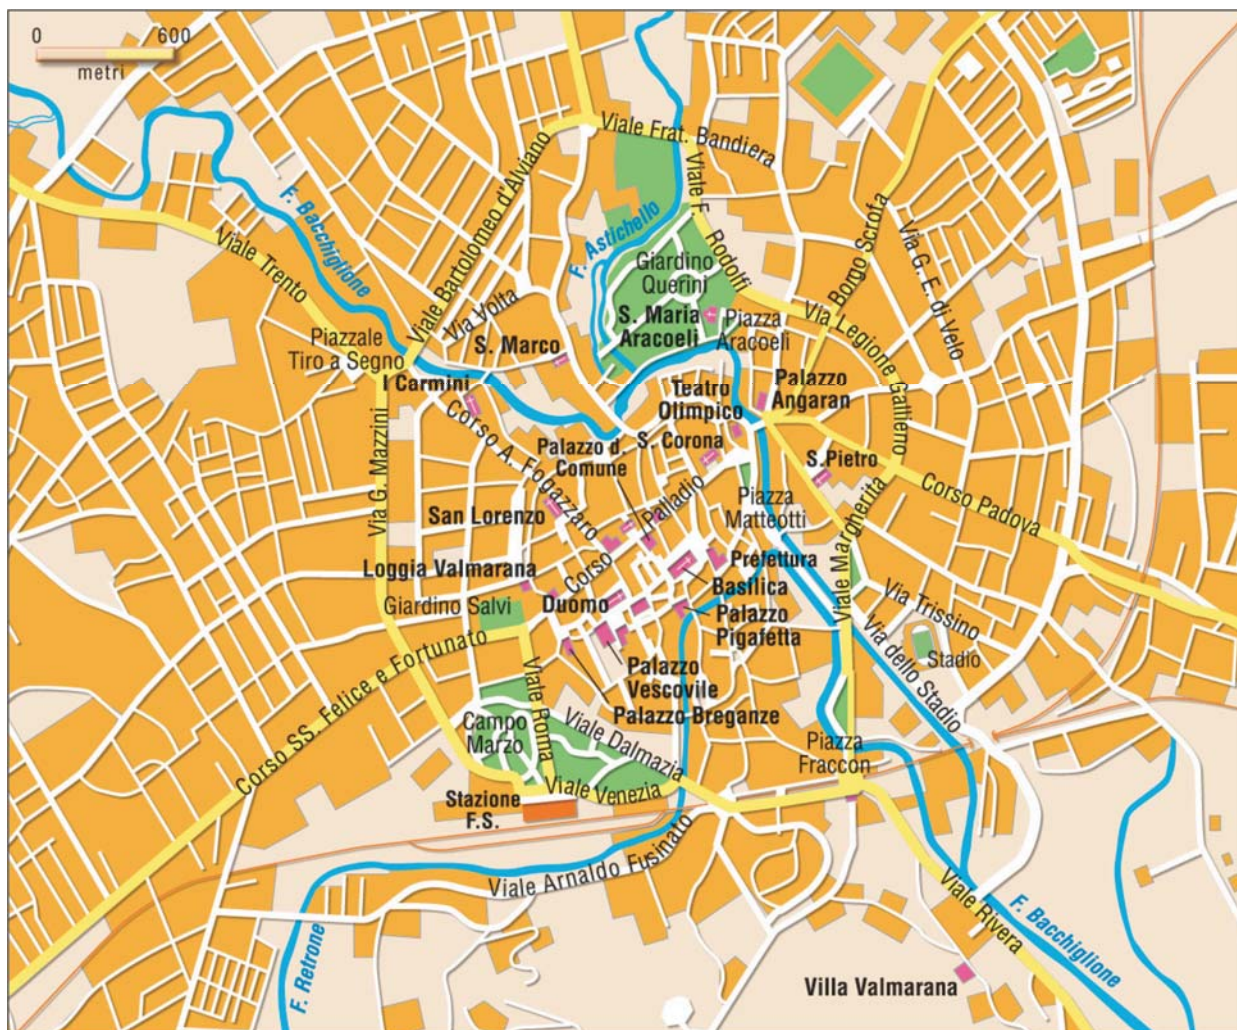 0 600
metri
Viale Frat. Bandiera
Viale F. Rodolfi
Viale Bartolomeo d'Alviano
F. Bacchiglione
Viale Trento
F. Astichello
Borgo Scrofa
Via G. E. di Velo
Giardino
Querini
Via Volta
S. Maria
Aracoeli
Piazza
Aracoeli
Via Legione Gallieno
Piazzale
Tiro a Segno
S. Marco
I Carmini
Teatro
Olimpico
Palazzo
Angaran
Via G. Mazzini
Corso A. Fogazzaro
Palazzo d.
Comune
S. Corona
S.Pietro
Corso Padova
San Lorenzo
Corso Palladio
Piazza
Matteotti
Viale Margherita
Loggia Valmarana
Prefettura
Basilica
Giardino Salvi
Duomo
Palazzo
Pigafetta
Via Trissino
Stadio
Via dello Stadio
Corso SS. Felice e Fortunato
Viale Roma
Palazzo
Vescovile
Palazzo Breganze
Campo
Marzo
Viale Dalmazia
Piazza
Fraccon
Viale Venezia
Stazione
F.S.
Viale Arnaldo Fusinato
Viale Rivera
F. Bacchiglione
F. Retrone
Villa Valmarana